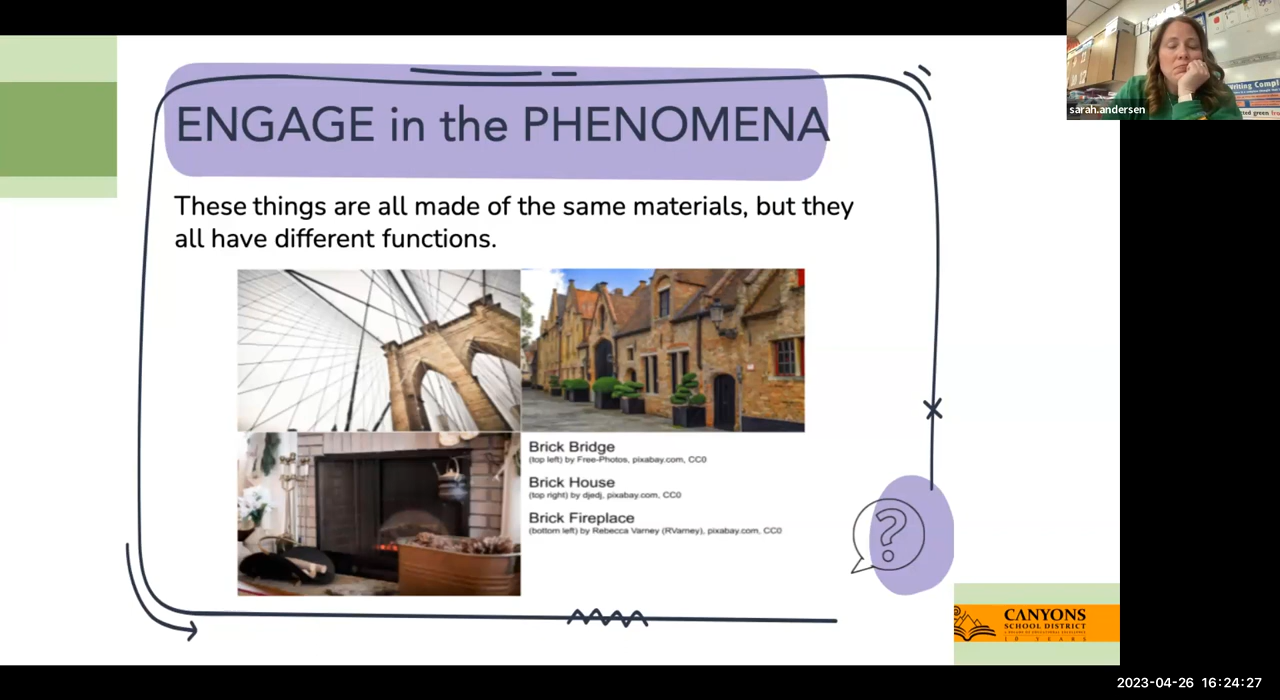 ENGAGE in the PHENOMENA
These things are all made of the same materials, but they
all have different functions.
Brick Bridge
(top left) by Free-Photos, pixabay.com, CC0
Brick House
(top right) by djedj, pixabay.com, CC0
Brick Fireplace
(bottom left) by Rebecca Varney (RVarney), pixabay.com, CC0
?
CANYONS
SCHOOL DISTRICT
10 YEARS
sarah.andersen
2023-04-26 16:24:27